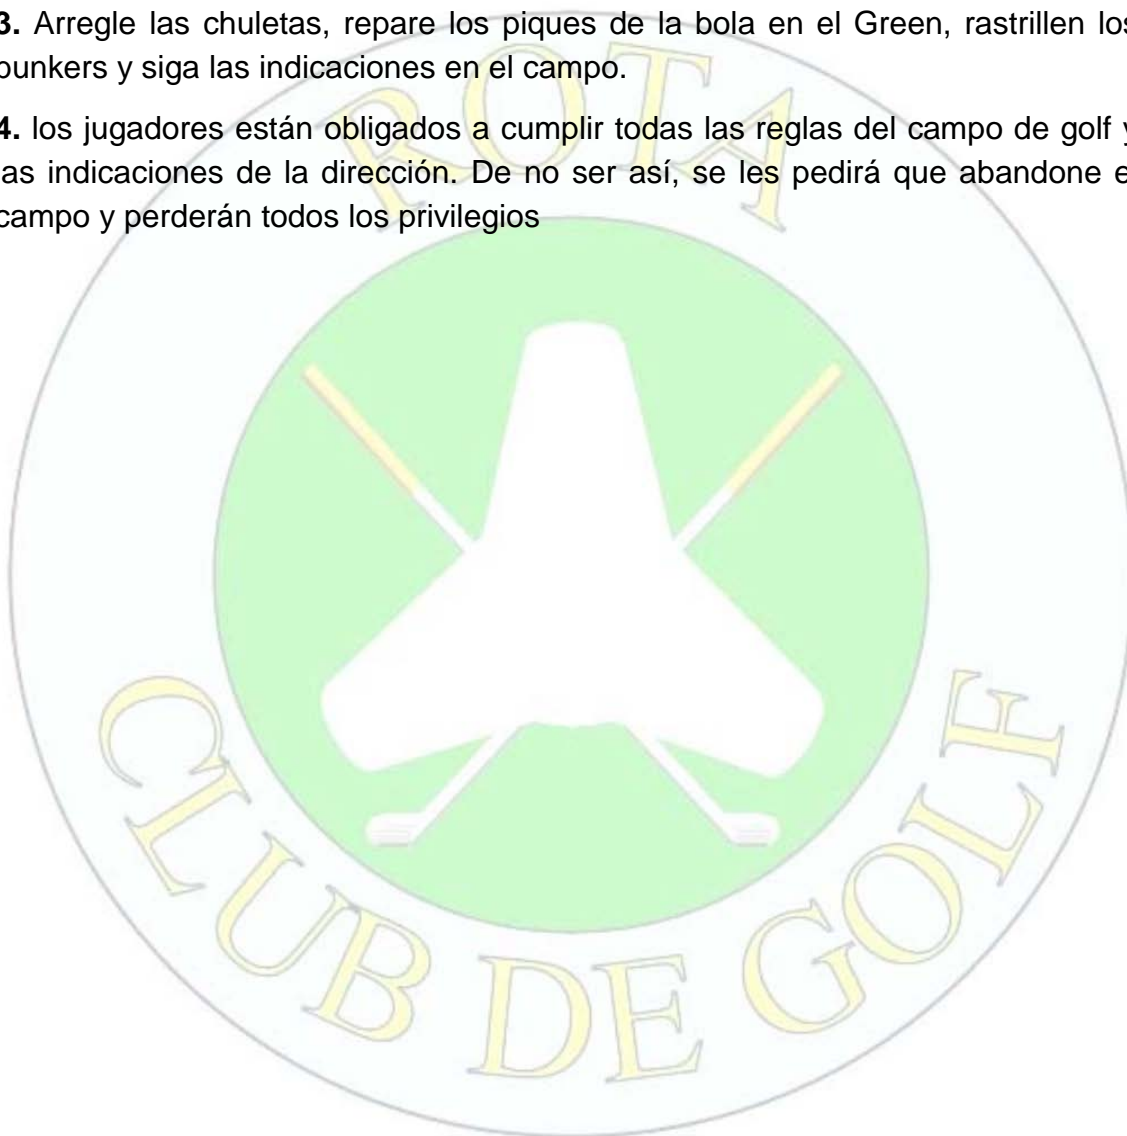 3. Arregle las chuletas, repare los piques de la bola en el Green, rastrillen los
bunkers y siga las indicaciones en el campo.
4. los jugadores están obligados a cumplir todas las reglas del campo de golf y
las indicaciones de la dirección. De no ser así, se les pedirá que abandone el
campo y perderán todos los privilegios
ROTA
CLUB DE GOLF